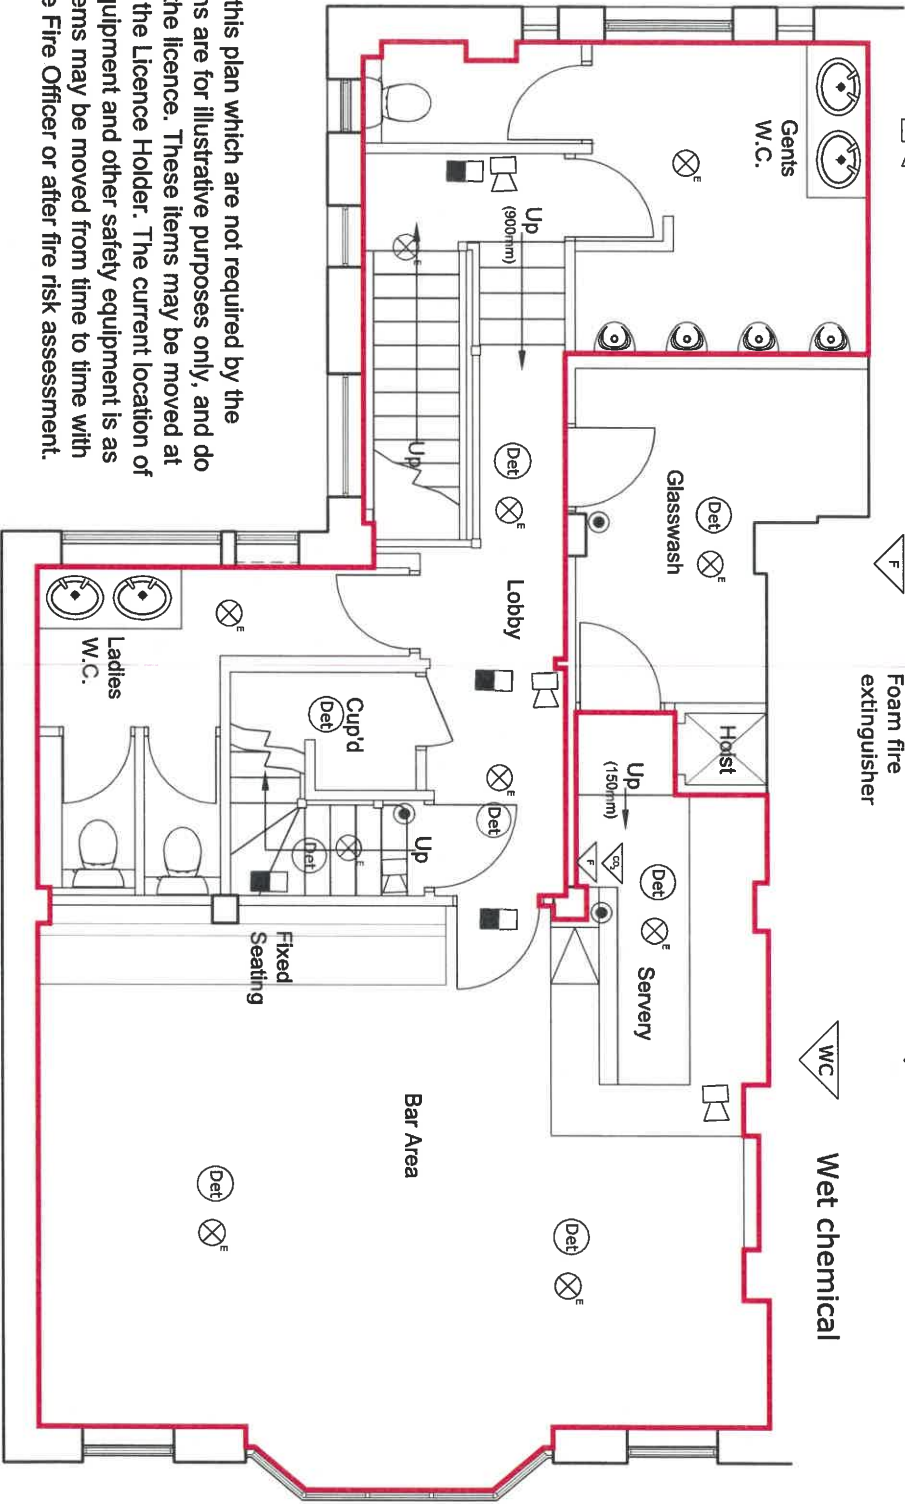 F
Foam fire
extinguisher
WC
Wet chemical
Gents
W.C.
E
Up
(900mm)
E
Up
Det
E
Glasswash
Det
E
Hoist
Up
(150mm)
F
CO2
Det
E
Servery
Lobby
E
Det
Cup'd
Det
Up
E
Det
E
Ladies
W.C.
Fixed
Seating
Bar Area
Det
E
Det
E
this plan which are not required by the
ns are for illustrative purposes only, and do
the licence. These items may be moved at
the Licence Holder. The current location of
quipment and other safety equipment is as
ems may be moved from time to time with
e Fire Officer or after fire risk assessment.